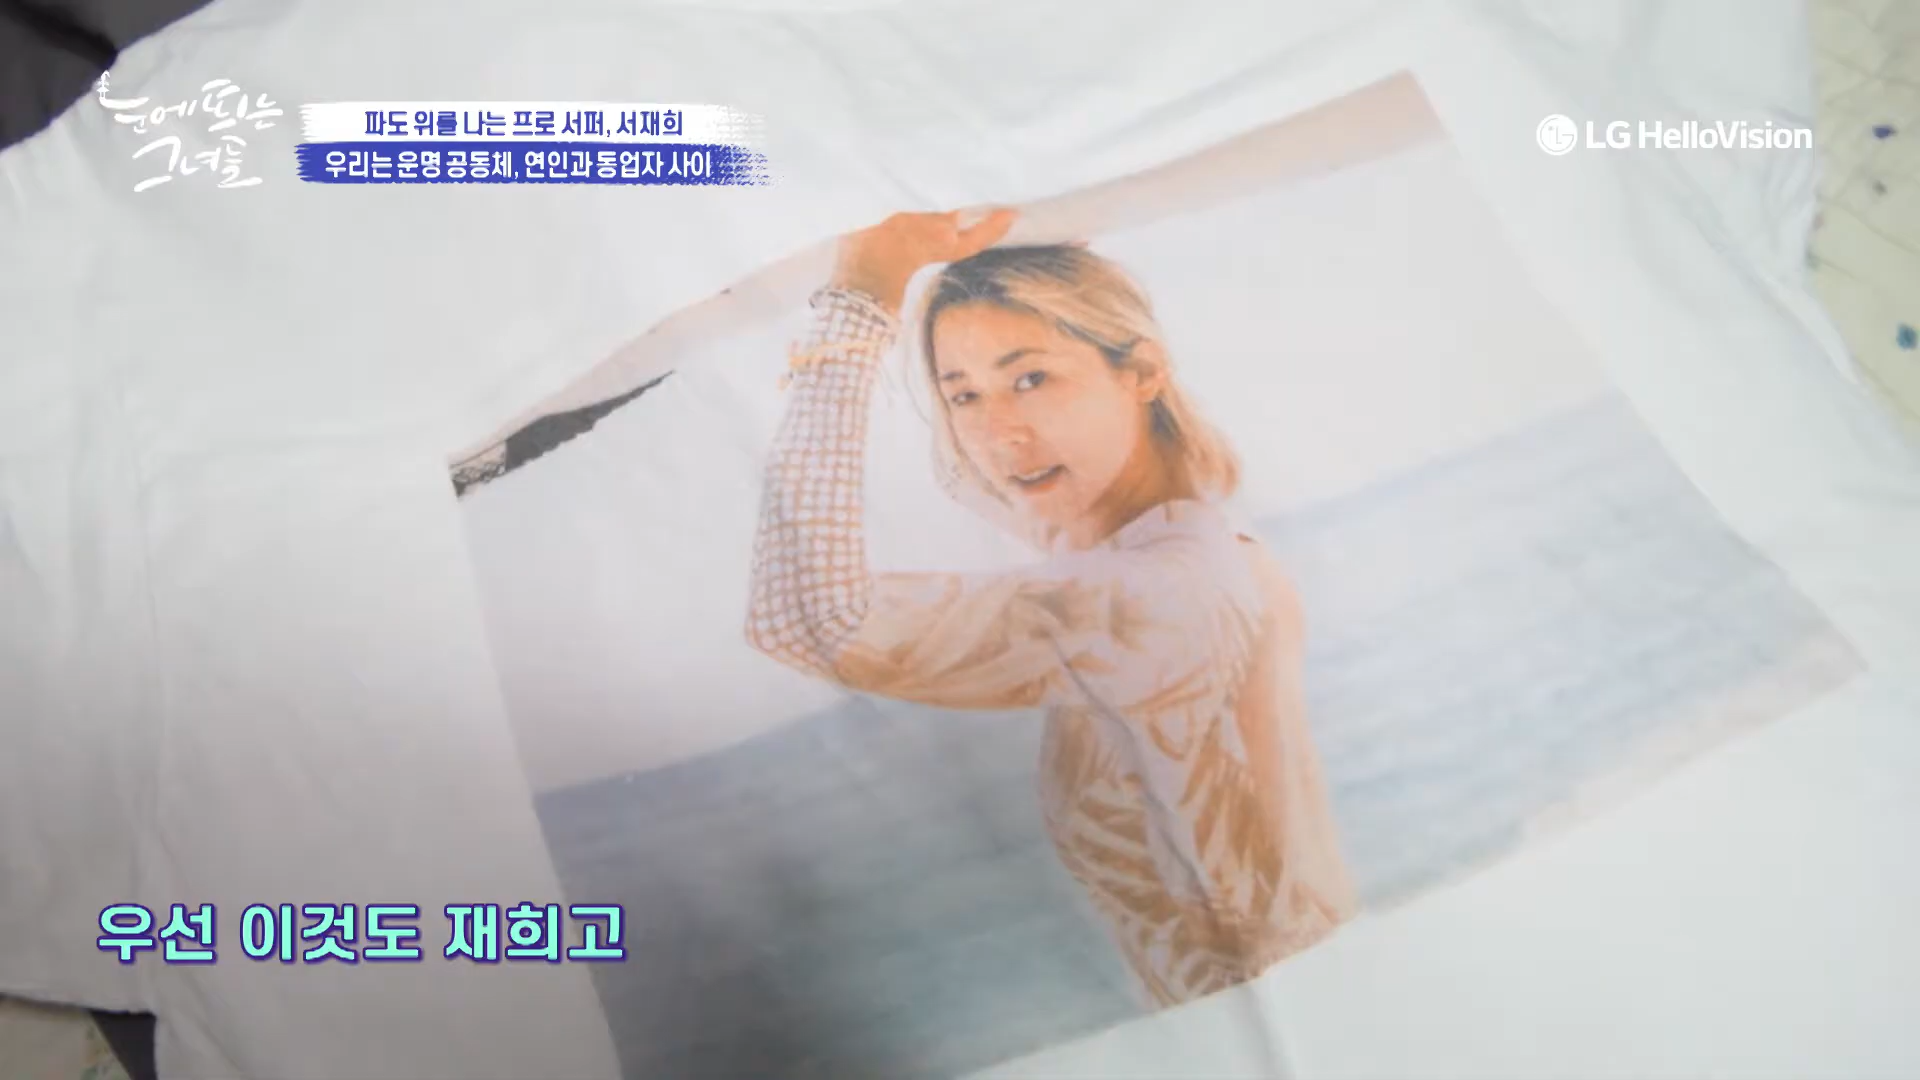 눈에 띄는
그녀들
파도 위를 나는 프로 서퍼, 서재희
우리는 운명 공동체, 연인과 동업자 사이
LG HelloVision
우선 이것도 재희고